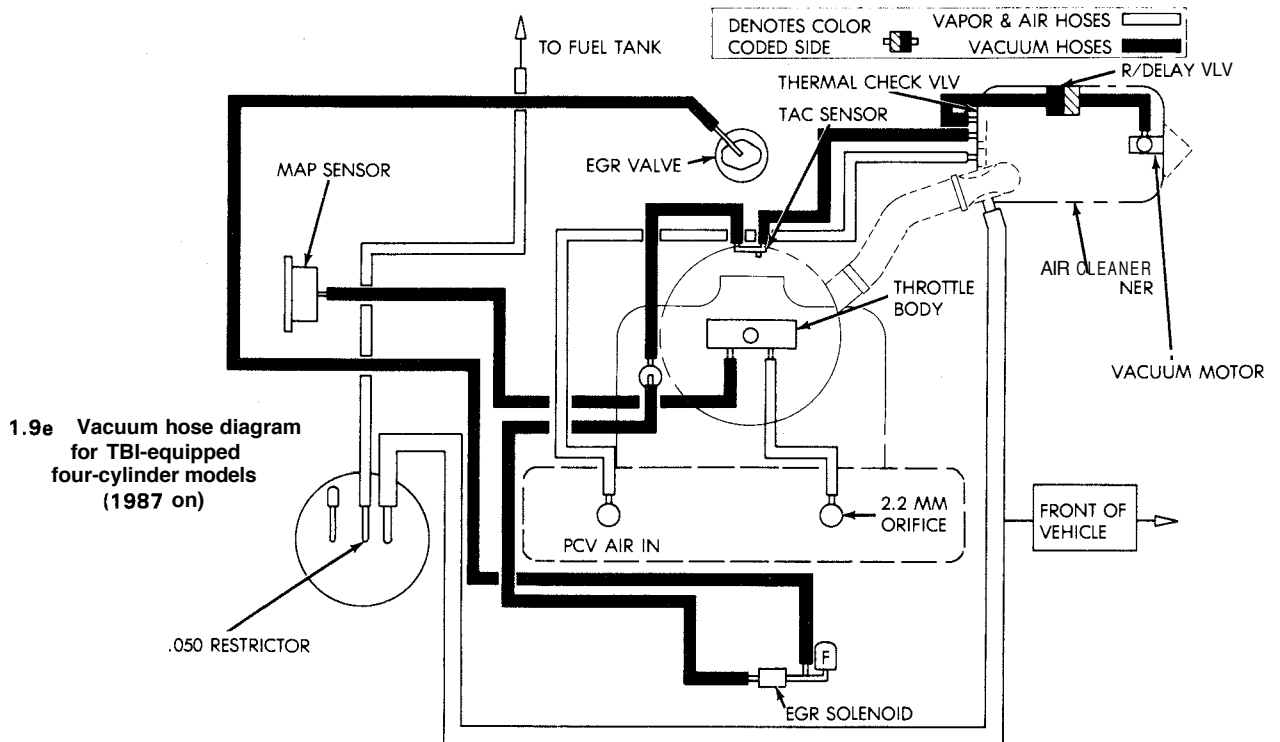 DENOTES COLOR
CODED SIDE
VAPOR & AIR HOSES
VACUUM HOSES
TO FUEL TANK
THERMAL CHECK VLV
R/DELAY VLV
TAC SENSOR
EGR VALVE
MAP SENSOR
AIR CLEANER
NER
THROTTLE
BODY
VACUUM MOTOR
1.9e Vacuum hose diagram
for TBI-equipped
four-cylinder models
(1987 on)
2.2 MM
ORIFICE
FRONT OF
VEHICLE
PCV AIR IN
.050 RESTRICTOR
F
EGR SOLENOID